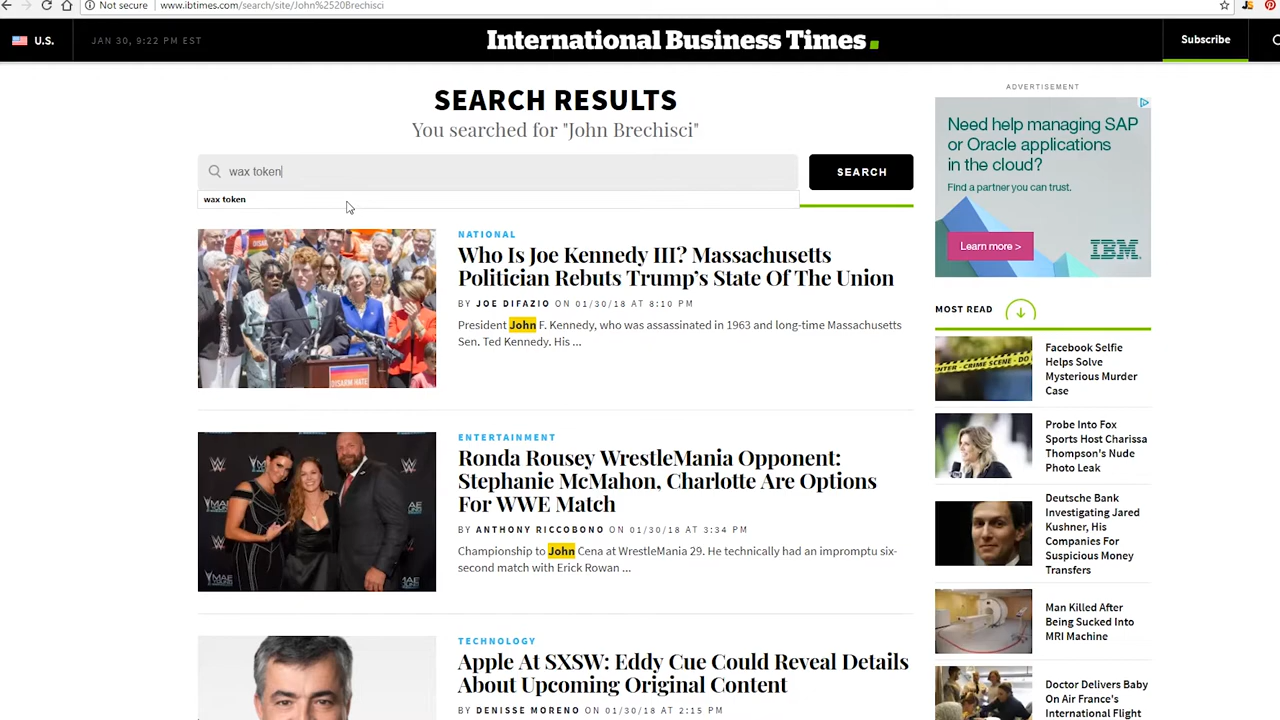 Not secure
www.ibtimes.com/search/site/John%2520Brechisci
JS
U.S.
JAN 30, 9:22 PM EST
International Business Times.
Subscribe
SEARCH RESULTS
You searched for "John Brechisci"
wax token
SEARCH
wax token
NATIONAL
Who Is Joe Kennedy III? Massachusetts
Politician Rebuts Trump's State Of The Union
BY JOE DIFAZIO ON 01/30/18 AT 8:10 PM
President John F. Kennedy, who was assassinated in 1963 and long-time Massachusetts
Sen. Ted Kennedy. His ...
DISARM HATE
ENTERTAINMENT
Ronda Rousey WrestleMania Opponent:
Stephanie McMahon, Charlotte Are Options
For WWE Match
BY ANTHONY RICCOBONO ON 01/30/18 AT 3:34 PM
Championship to John Cena at WrestleMania 29. He technically had an impromptu six-
second match with Erick Rowan ...
TECHNOLOGY
Apple At SXSW: Eddy Cue Could Reveal Details
About Upcoming Original Content
BY DENISSE MORENO ON 01/30/18 AT 2:15 PM
ADVERTISEMENT
Need help managing SAP
or Oracle applications
in the cloud?
Find a partner you can trust.
Learn more >
IBM
MOST READ
Facebook Selfie
Helps Solve
Mysterious Murder
Case
Probe Into Fox
Sports Host Charissa
Thompson's Nude
Photo Leak
Deutsche Bank
Investigating Jared
Kushner, His
Companies For
Suspicious Money
Transfers
Man Killed After
Being Sucked Into
MRI Machine
Doctor Delivers Baby
On Air France's
International Flight